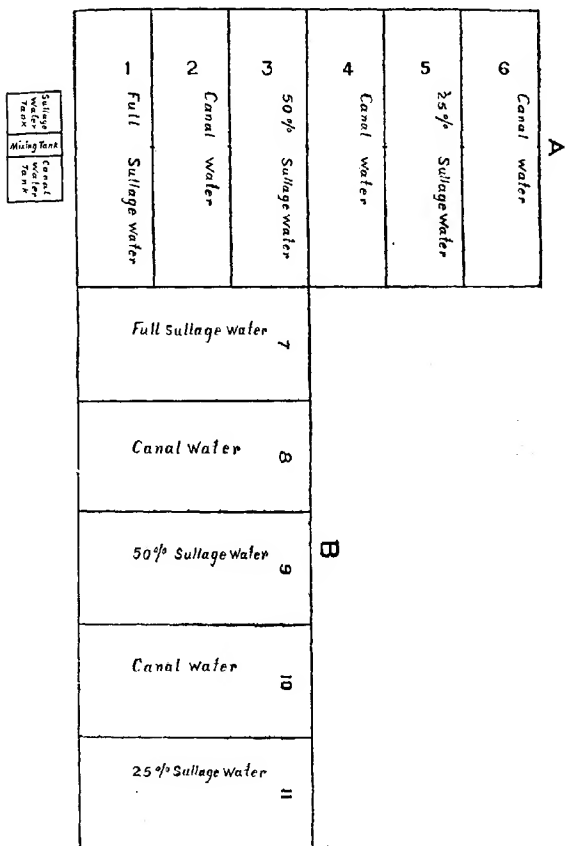 A
1
Full Sullage Water
2
Canal Water
3
50% Sullage Water
4
Canal Water
5
25% Sullage Water
6
Canal Water
Sullage
Water
Tank
Mixing Tank
Canal
Water
Tank
B
Full Sullage Water 7
Canal Water 8
50% Sullage Water 9
Canal Water 10
25% Sullage Water 11